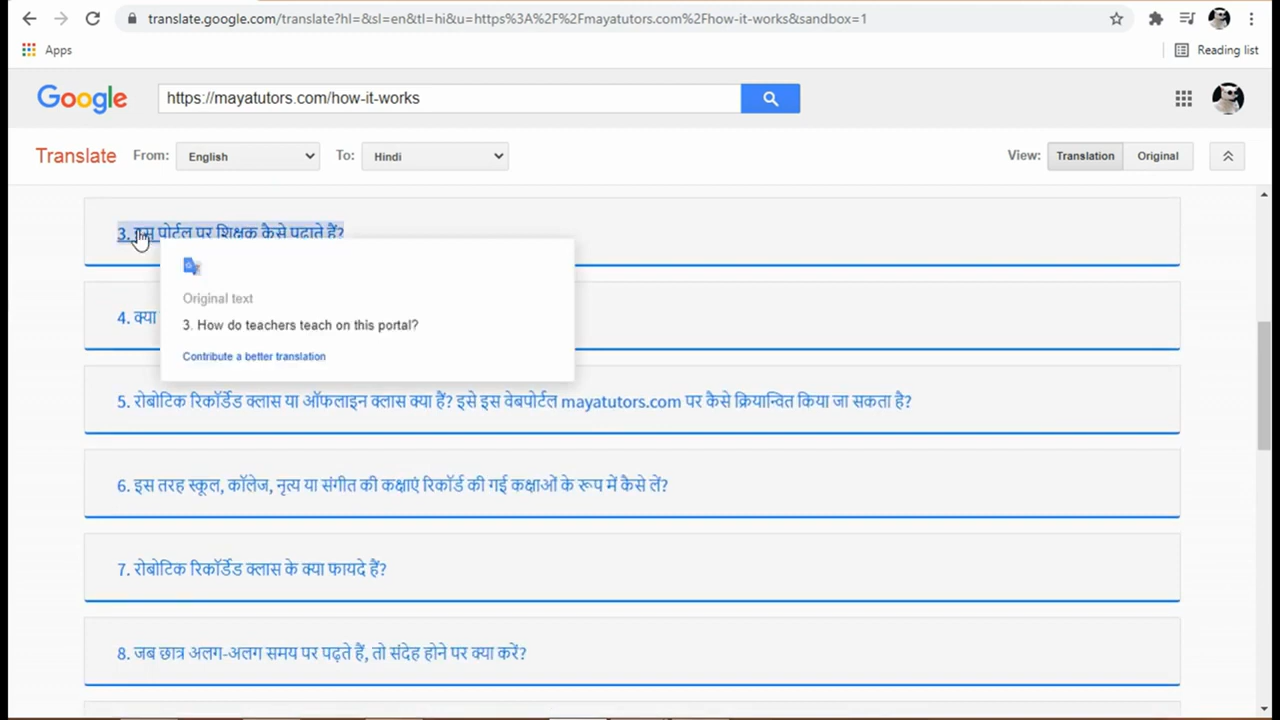 translate.google.com/translate?hl=&sl=en&tl=hi&u=https%3A%2F%2Fmayatutors.com%2Fhow-it-works&sandbox=1
Apps
Reading list
Google
https://mayatutors.com/how-it-works
Translate
From:
English
To:
Hindi
View:
Translation
Original
3. इस पोर्टल पर शिक्षक कैसे पढ़ाते हैं?
Original text
3. How do teachers teach on this portal?
Contribute a better translation
4. क्या
5. रोबोटिक रिकॉर्डेड क्लास या ऑफलाइन क्लास क्या हैं? इसे इस वेबपोर्टल mayatutors.com पर कैसे क्रियान्वित किया जा सकता है?
6. इस तरह स्कूल, कॉलेज, नृत्य या संगीत की कक्षाएं रिकॉर्ड की गई कक्षाओं के रूप में कैसे लें?
7. रोबोटिक रिकॉर्डेड क्लास के क्या फायदे हैं?
8. जब छात्र अलग-अलग समय पर पढ़ते हैं, तो संदेह होने पर क्या करें?